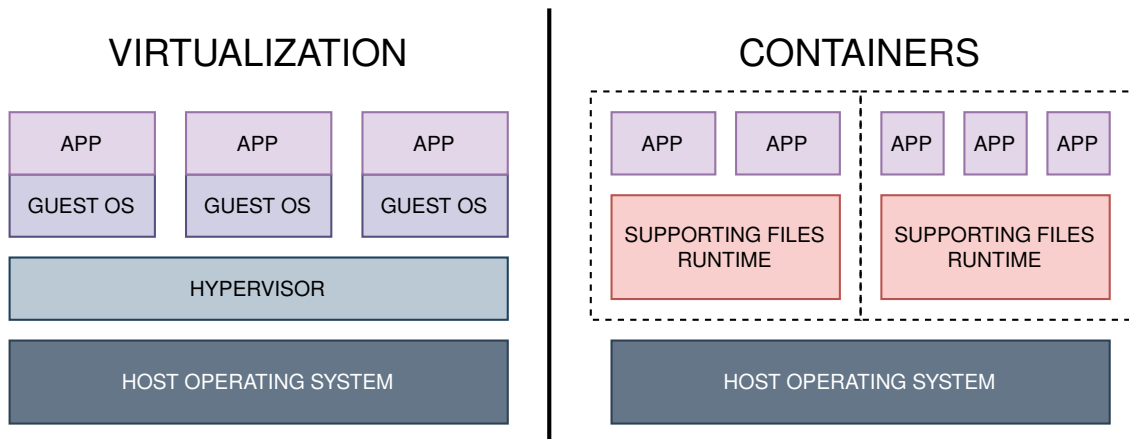 VIRTUALIZATION
APP
APP
APP
GUEST OS
GUEST OS
GUEST OS
HYPERVISOR
HOST OPERATING SYSTEM
CONTAINERS
APP
APP
APP
APP
APP
SUPPORTING FILES
RUNTIME
SUPPORTING FILES
RUNTIME
HOST OPERATING SYSTEM